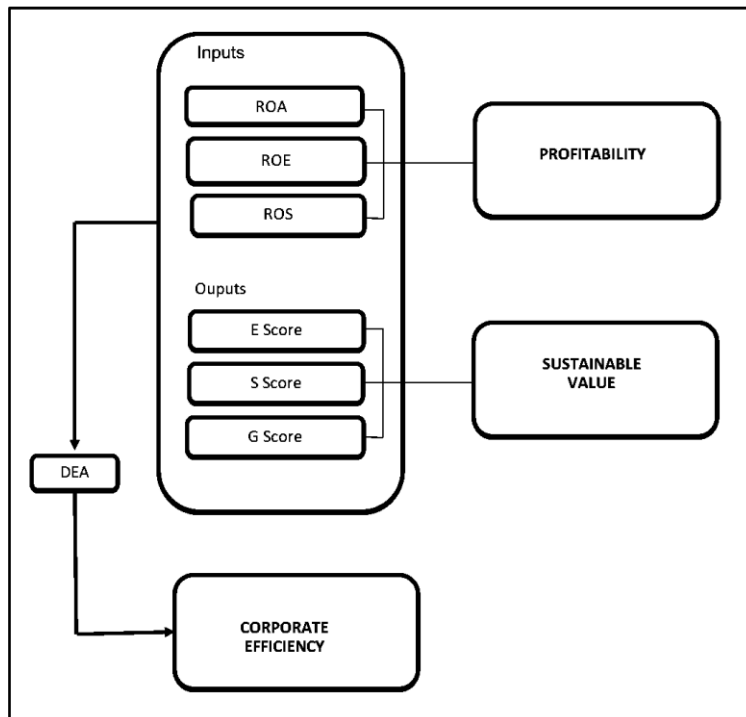 Inputs
ROA
ROE
ROS
PROFITABILITY
Ouputs
E Score
S Score
G Score
SUSTAINABLE
VALUE
DEA
CORPORATE
EFFICIENCY